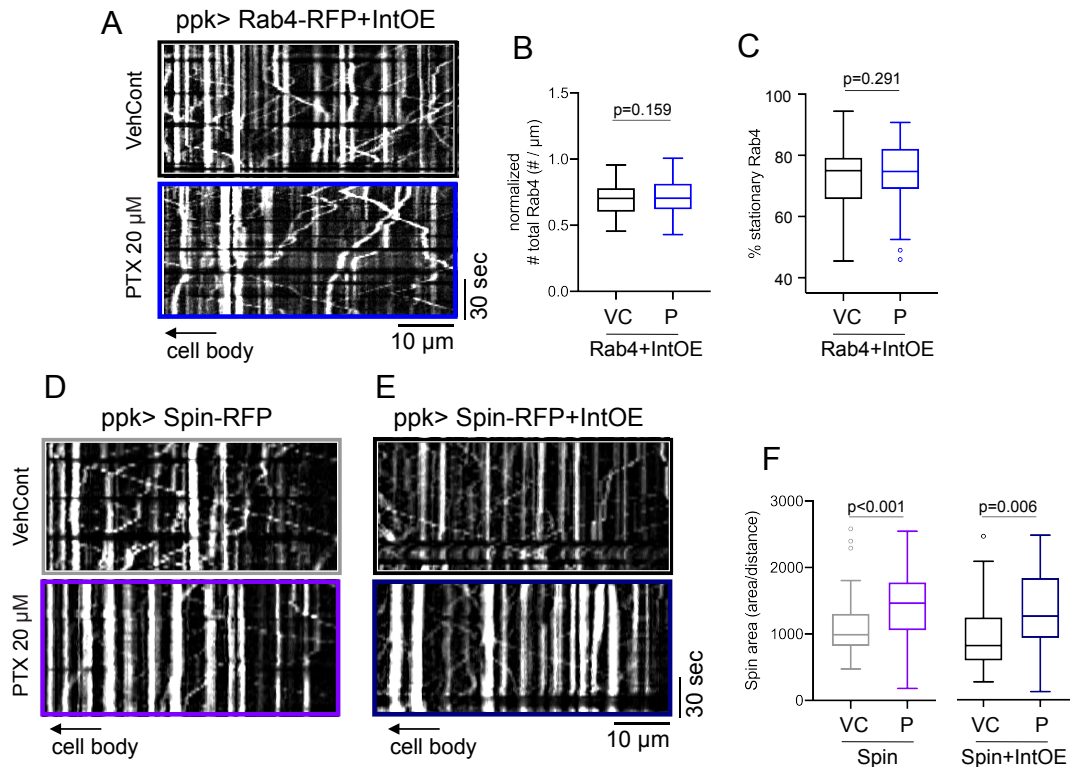 A
ppk> Rab4-RFP+IntOE
VehCont
PTX 20 µM
cell body
10 µm
30 sec
B
normalized
# total Rab4 (# / µm)
1.5
1.0
0.5
0.0
p=0.159
VC P
Rab4+IntOE
C
% stationary Rab4
100
80
60
40
p=0.291
VC P
Rab4+IntOE
D
ppk> Spin-RFP
VehCont
PTX 20 µM
cell body
E
ppk> Spin-RFP+IntOE
cell body
10 µm
30 sec
F
Spin area (area/distance)
3000
2000
1000
0
p<0.001
p=0.006
VC P VC P
Spin Spin+IntOE